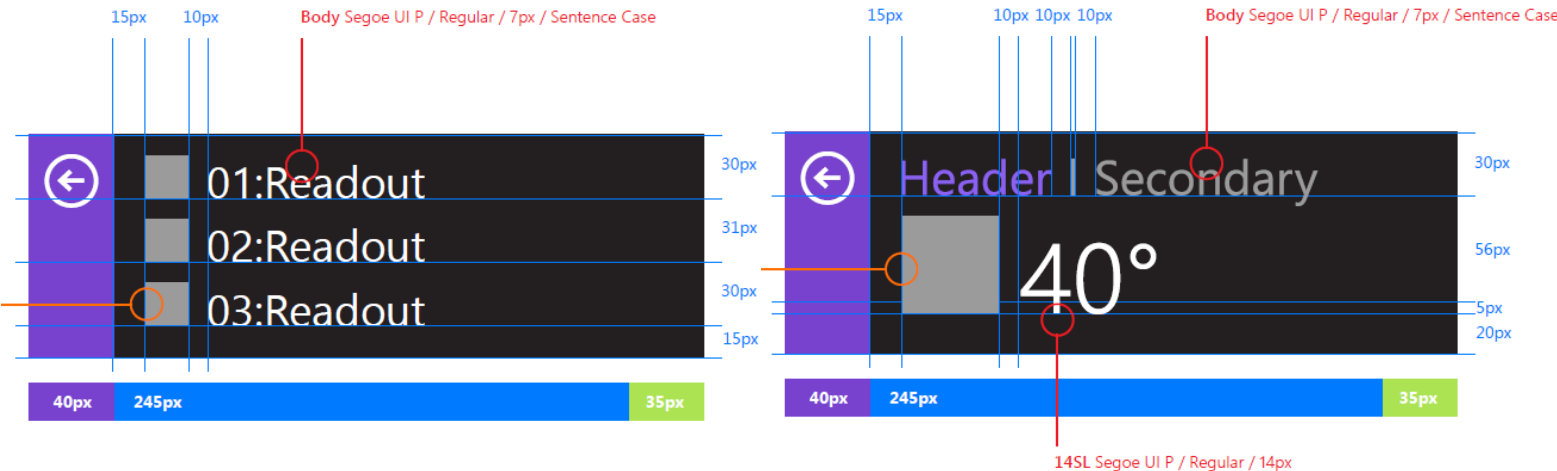 15px 10px Body Segoe UI P / Regular / 7px / Sentence Case
01:Readout
02:Readout
03:Readout
30px
31px
30px
15px
40px 245px 35px
15px 10px 10px 10px Body Segoe UI P / Regular / 7px / Sentence Case
Header | Secondary
40°
30px
56px
5px
20px
40px 245px 35px
14SL Segoe UI P / Regular / 14px